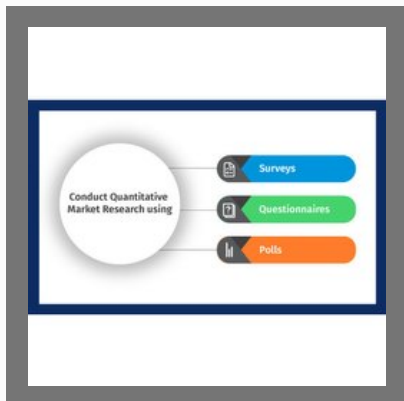 Conduct Quantitative
Market Research using
Surveys
Questionnaires
Polls